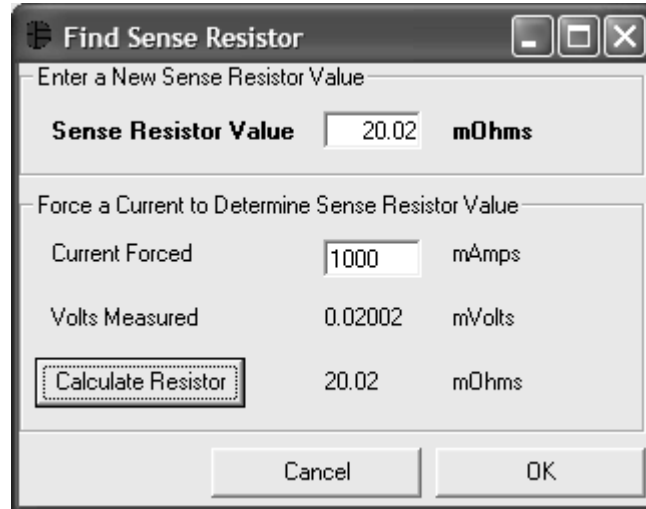 Find Sense Resistor
Enter a New Sense Resistor Value
Sense Resistor Value 20.02 mOhms
Force a Current to Determine Sense Resistor Value
Current Forced 1000 mAmps
Volts Measured 0.02002 mVolts
Calculate Resistor 20.02 mOhms
Cancel OK